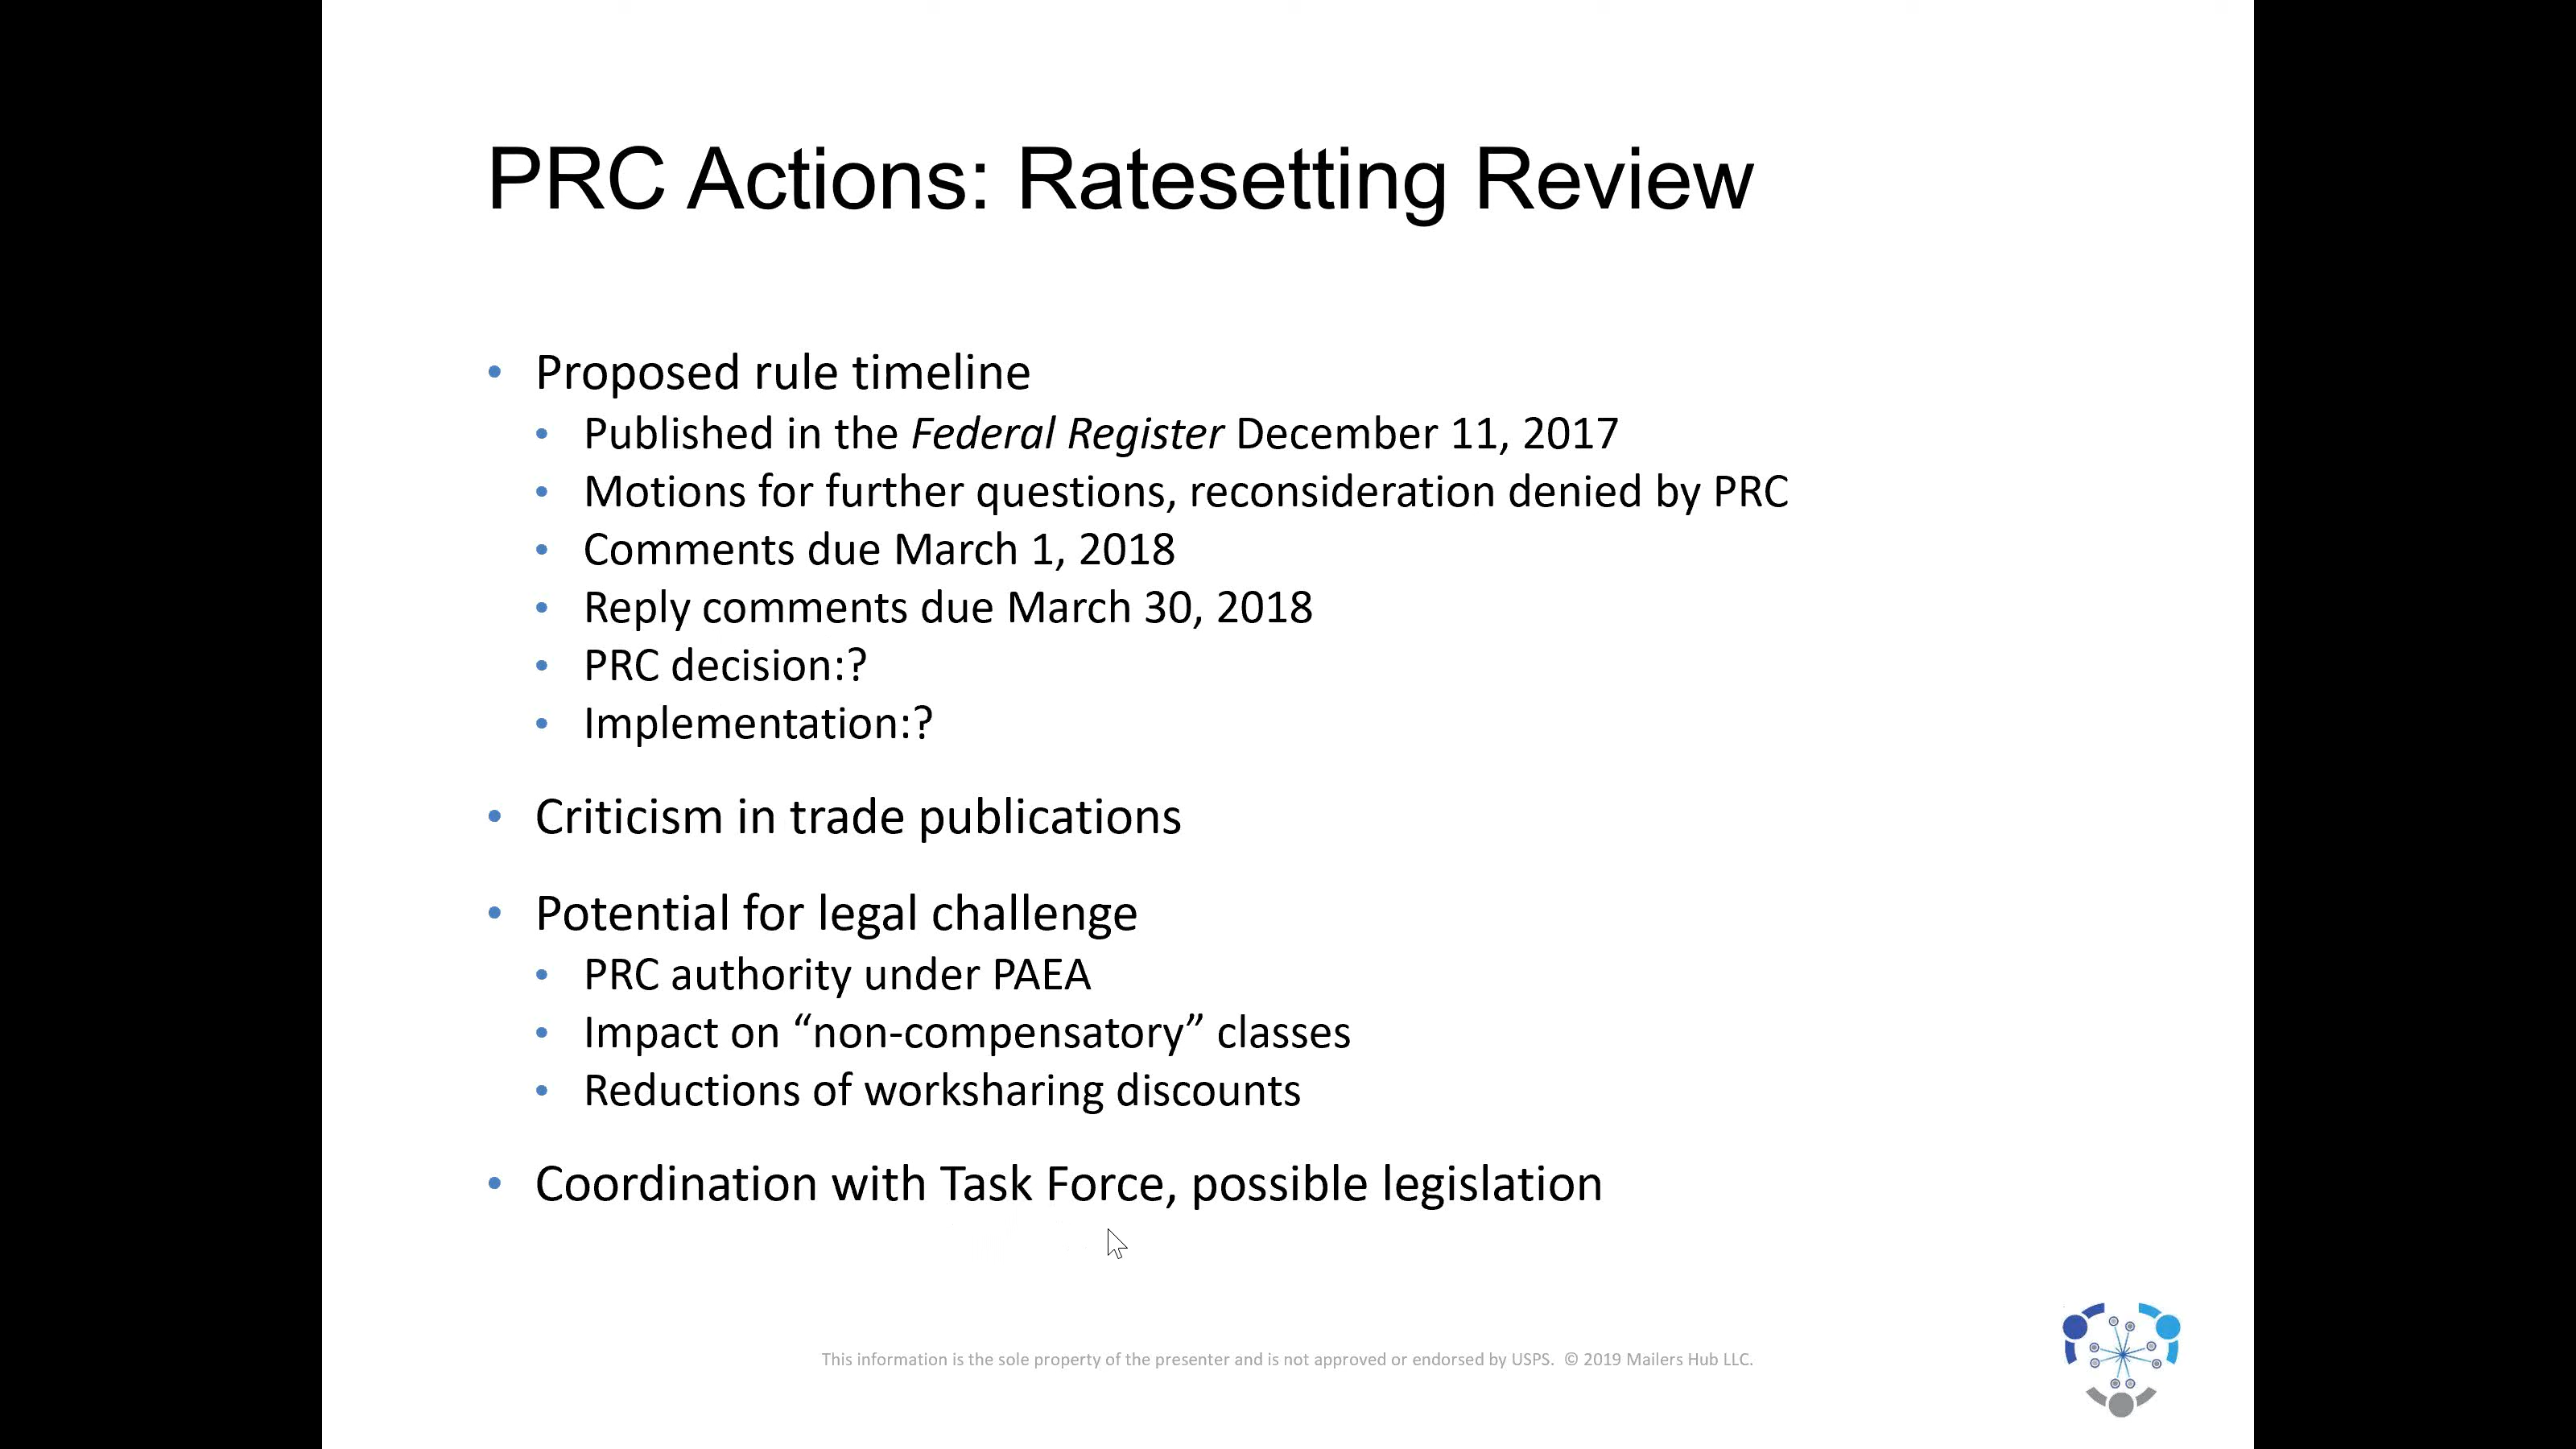 PRC Actions: Ratesetting Review
• Proposed rule timeline
• Published in the Federal Register December 11, 2017
• Motions for further questions, reconsideration denied by PRC
• Comments due March 1, 2018
• Reply comments due March 30, 2018
• PRC decision:?
• Implementation:?
• Criticism in trade publications
• Potential for legal challenge
• PRC authority under PAEA
• Impact on “non-compensatory” classes
• Reductions of worksharing discounts
• Coordination with Task Force, possible legislation
This information is the sole property of the presenter and is not approved or endorsed by USPS. © 2019 Mailers Hub LLC.